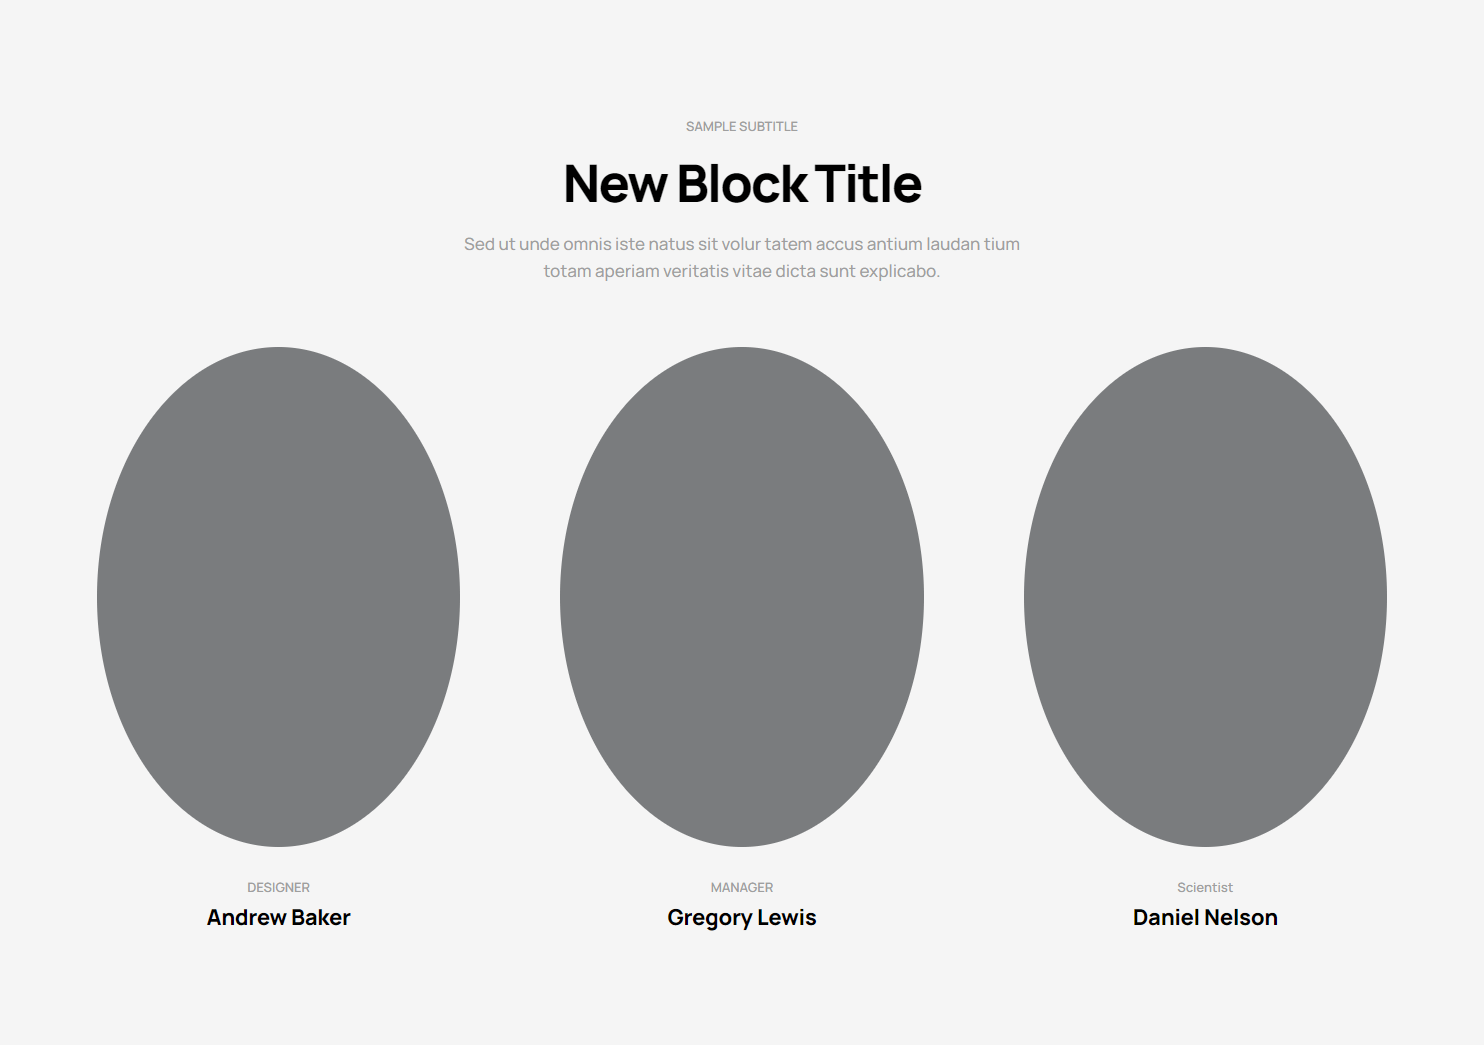 SAMPLE SUBTITLE
New Block Title
Sed ut unde omnis iste natus sit volur tatem accus antium laudan tium
totam aperiam veritatis vitae dicta sunt explicabo.
DESIGNER
Andrew Baker
MANAGER
Gregory Lewis
Scientist
Daniel Nelson